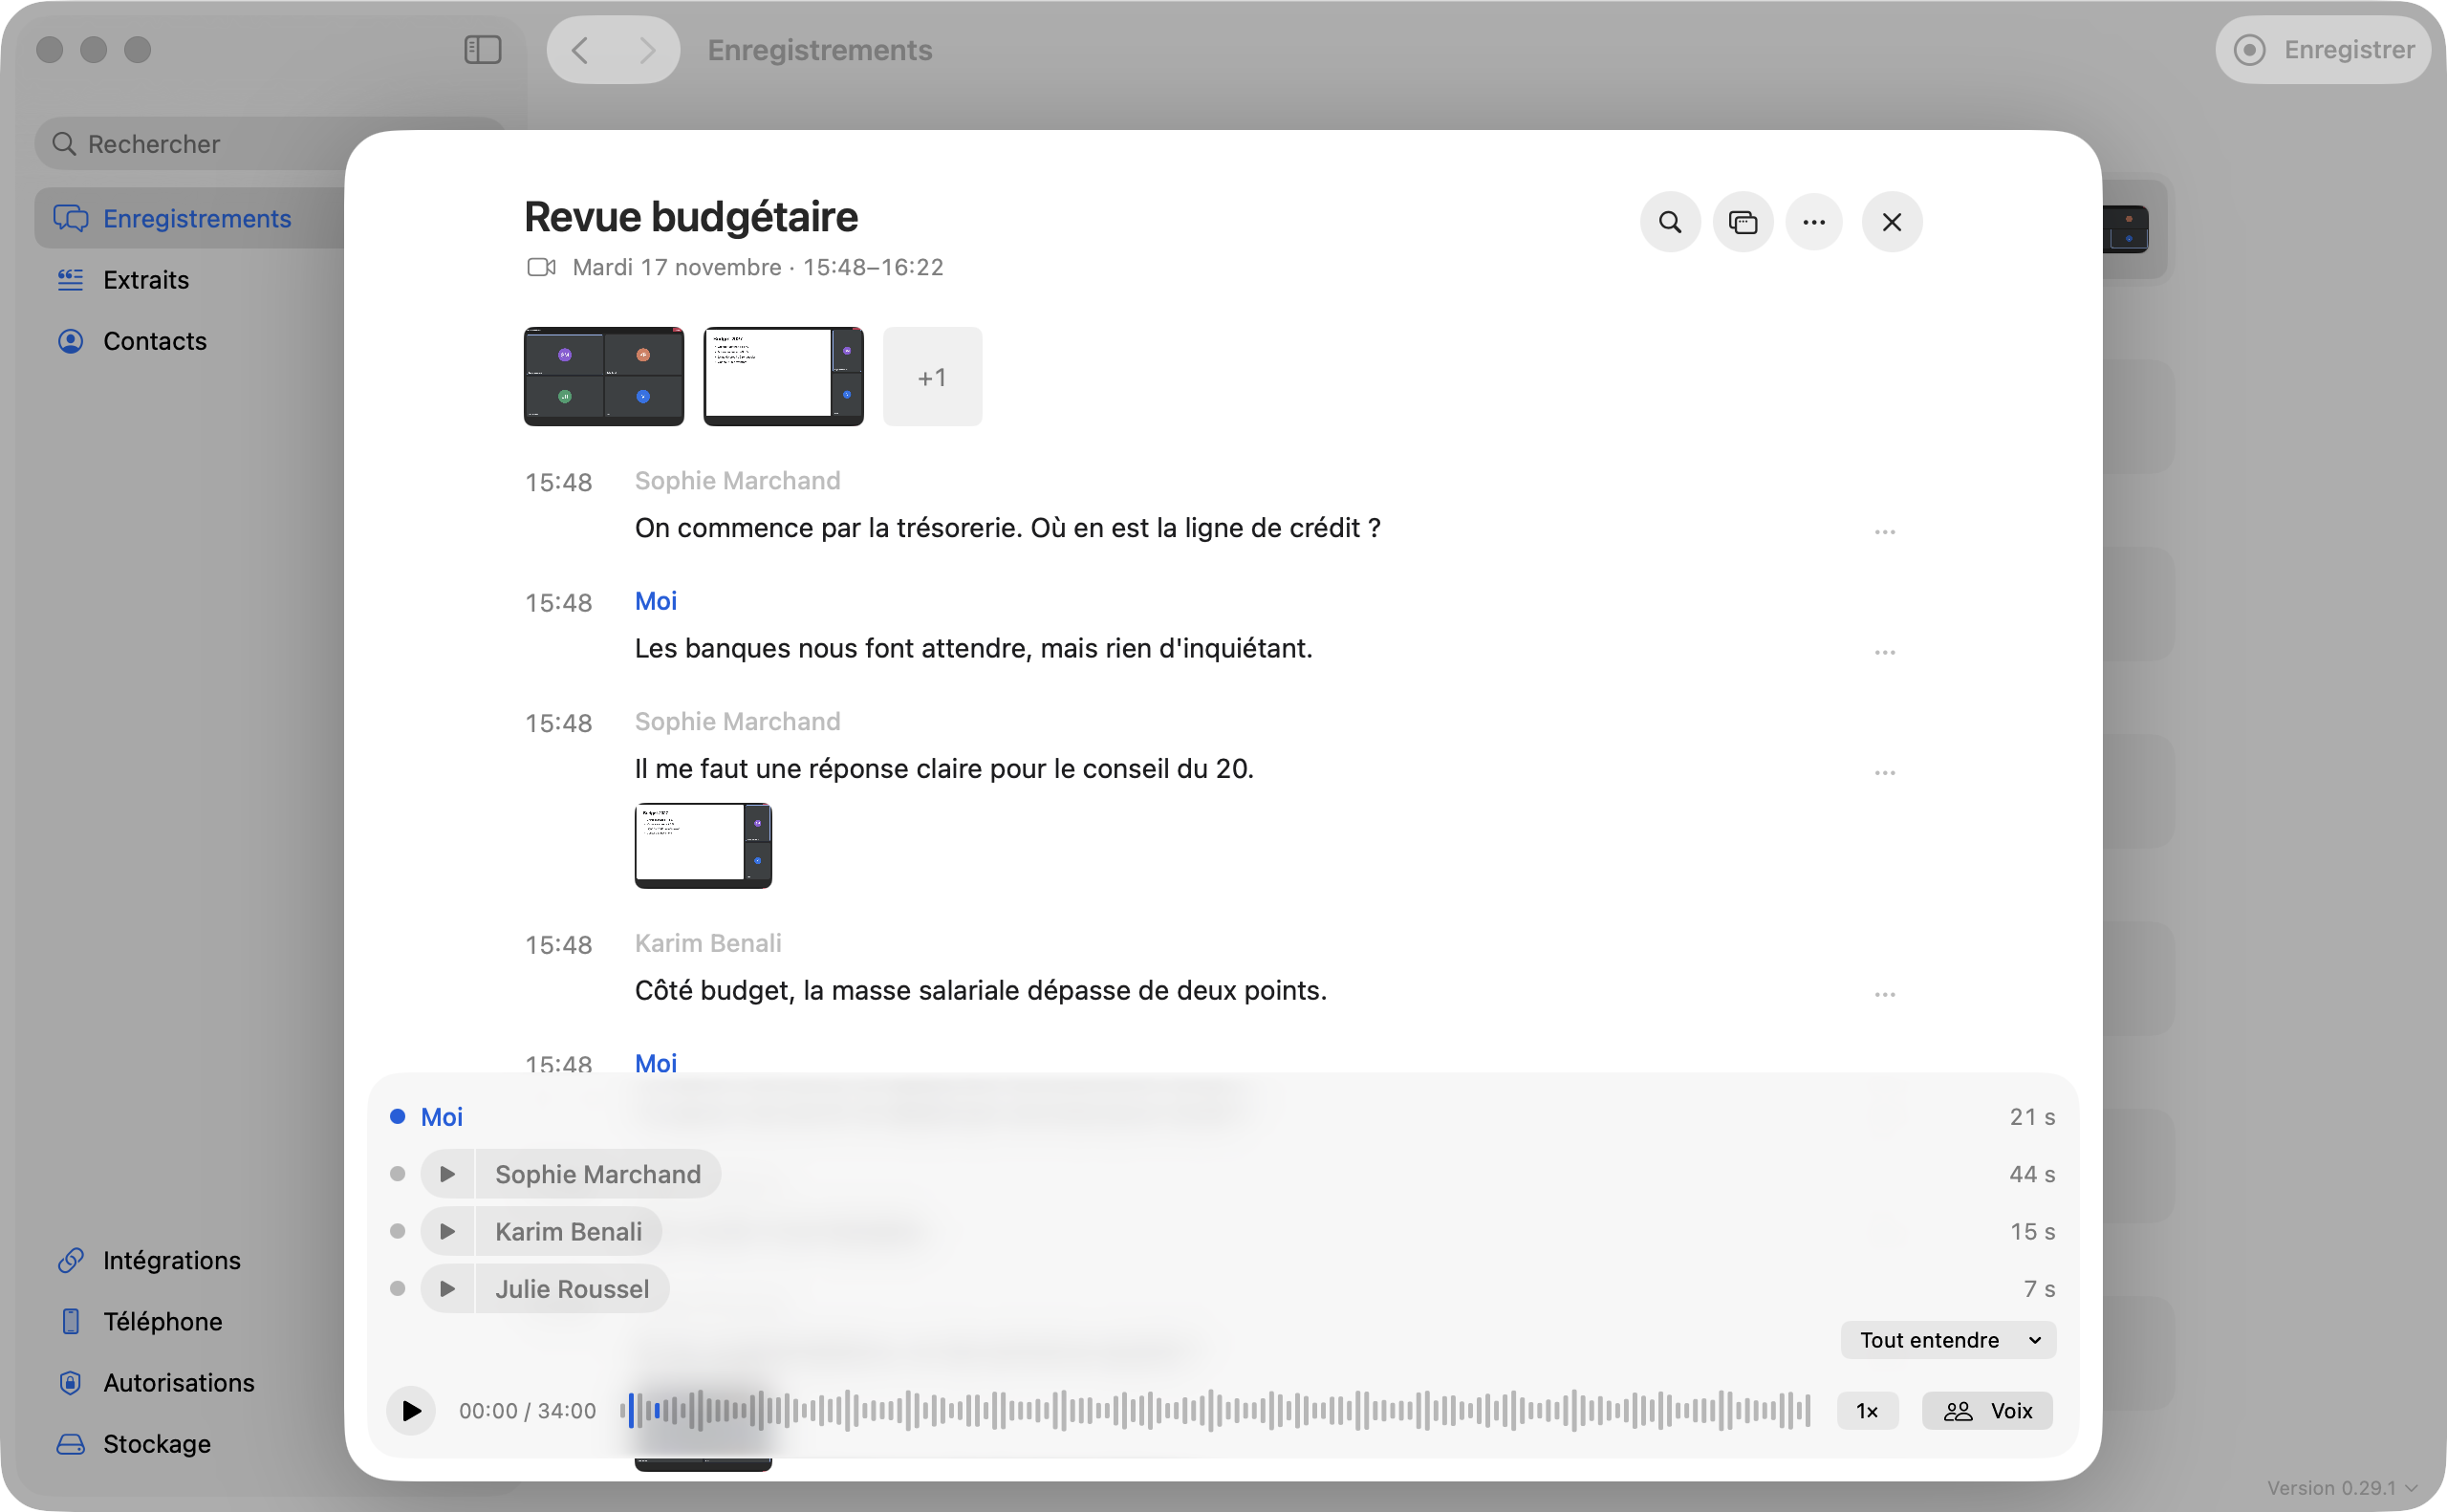 Enregistrements
Enregistrer
Rechercher
Enregistrements
Extraits
Contacts
Intégrations
Téléphone
Autorisations
Stockage
Revue budgétaire
Mardi 17 novembre · 15:48–16:22
+1
15:48 Sophie Marchand
On commence par la trésorerie. Où en est la ligne de crédit ?
15:48 Moi
Les banques nous font attendre, mais rien d'inquiétant.
15:48 Sophie Marchand
Il me faut une réponse claire pour le conseil du 20.
15:48 Karim Benali
Côté budget, la masse salariale dépasse de deux points.
15:48 Moi
Moi 21 s
Sophie Marchand 44 s
Karim Benali 15 s
Julie Roussel 7 s
Tout entendre
00:00 / 34:00 1× Voix
Version 0.29.1